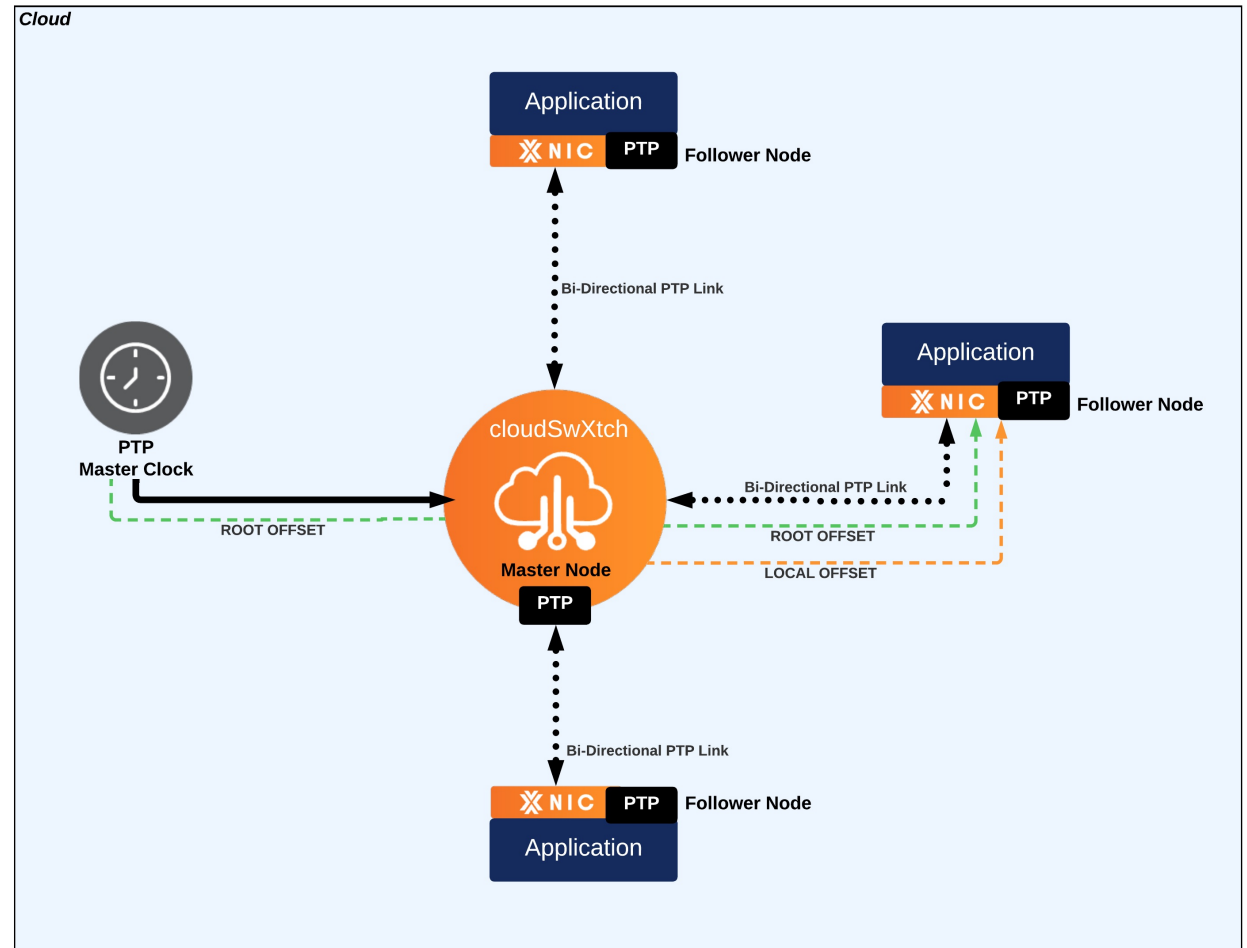 Cloud
Application
NIC
PTP
Follower Node
Bi-Directional PTP Link
PTP
Master Clock
ROOT OFFSET
cloudSwXtch
Master Node
PTP
Application
NIC
PTP
Follower Node
Bi-Directional PTP Link
ROOT OFFSET
LOCAL OFFSET
Bi-Directional PTP Link
NIC
PTP
Follower Node
Application